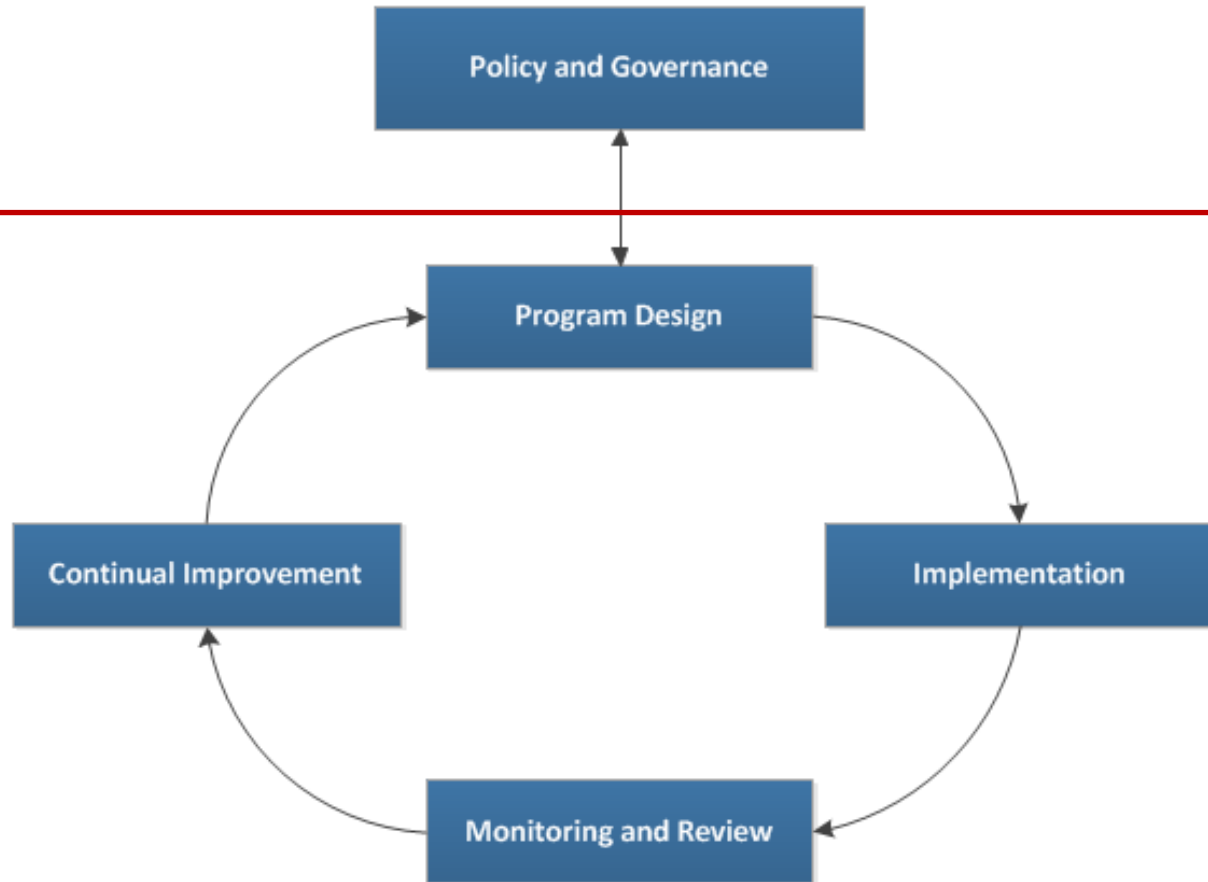 Policy and Governance
Program Design
Continual Improvement
Implementation
Monitoring and Review